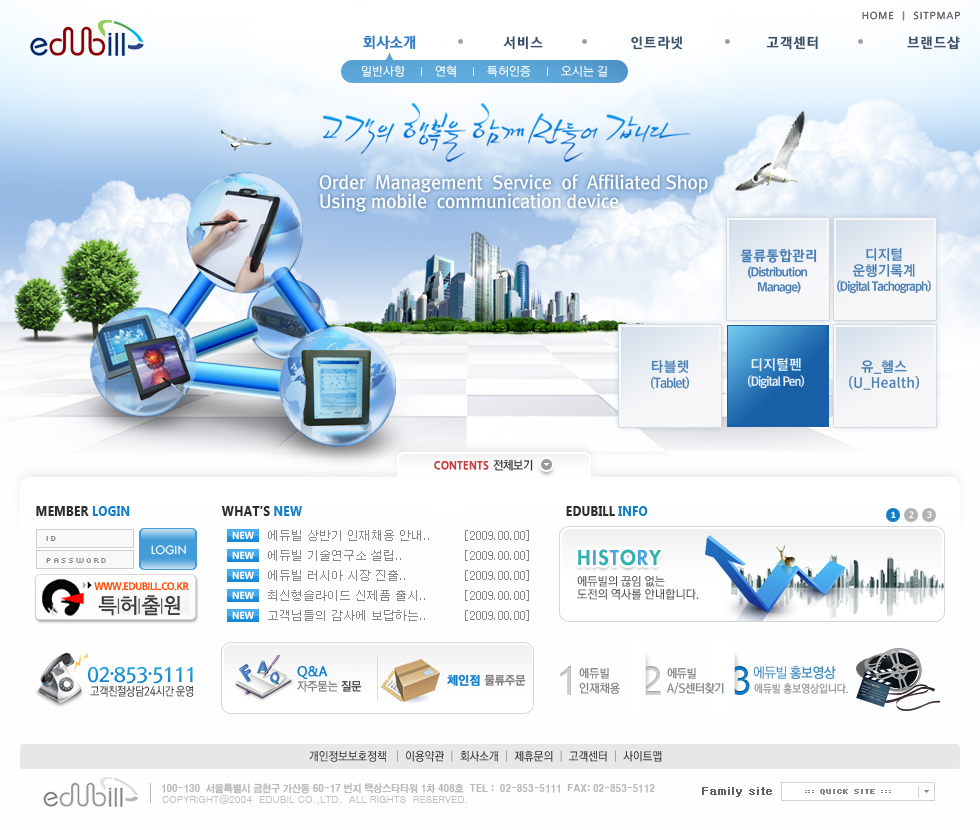 HOME | SITPMAP
edubill
회사소개 서비스 인트라넷 고객센터 브랜드샵
일반사항 연혁 특허인증 오시는 길
고객의 행복을 함께 만들어 갑니다
Order Management Service of Affiliated Shop
Using mobile communication device
물류통합관리
(Distribution
Manage)
디지털
운행기록계
(Digital Tachograph)
타블렛
(Tablet)
디지털펜
(Digital Pen)
유_헬스
(U_Health)
CONTENTS 전체보기
MEMBER LOGIN
ID
PASSWORD
LOGIN
WWW.EDUBILL.CO.KR
특허출원
WHAT'S NEW
NEW 에듀빌 상반기 인재채용 안내.. [2009.00.00]
NEW 에듀빌 기술연구소 설립.. [2009.00.00]
NEW 에듀빌 러시아 시장 진출.. [2009.00.00]
NEW 최신형슬라이드 신제품 출시.. [2009.00.00]
NEW 고객님들의 감사에 보답하는.. [2009.00.00]
EDUBILL INFO
1 2 3
HISTORY
에듀빌의 끊임 없는
도전의 역사를 안내합니다.
02·853·5111
고객친절상담24시간 운영
FAQ
Q&A
자주묻는 질문
체인점 물류주문
1 에듀빌
인재채용
2 에듀빌
A/S센터찾기
3 에듀빌 홍보영상
에듀빌 홍보영상입니다.
개인정보보호정책 | 이용약관 | 회사소개 | 제휴문의 | 고객센터 | 사이트맵
edubill
100-130 서울특별시 금천구 가산동 60-17 번지 백상스타타워 1차 408호 TEL : 02-853-5111 FAX: 02-853-5112
COPYRIGHT@2004 EDUBIL CO.,LTD. ALL RIGHTS RESERVED.
Family site
::: QUICK SITE :::